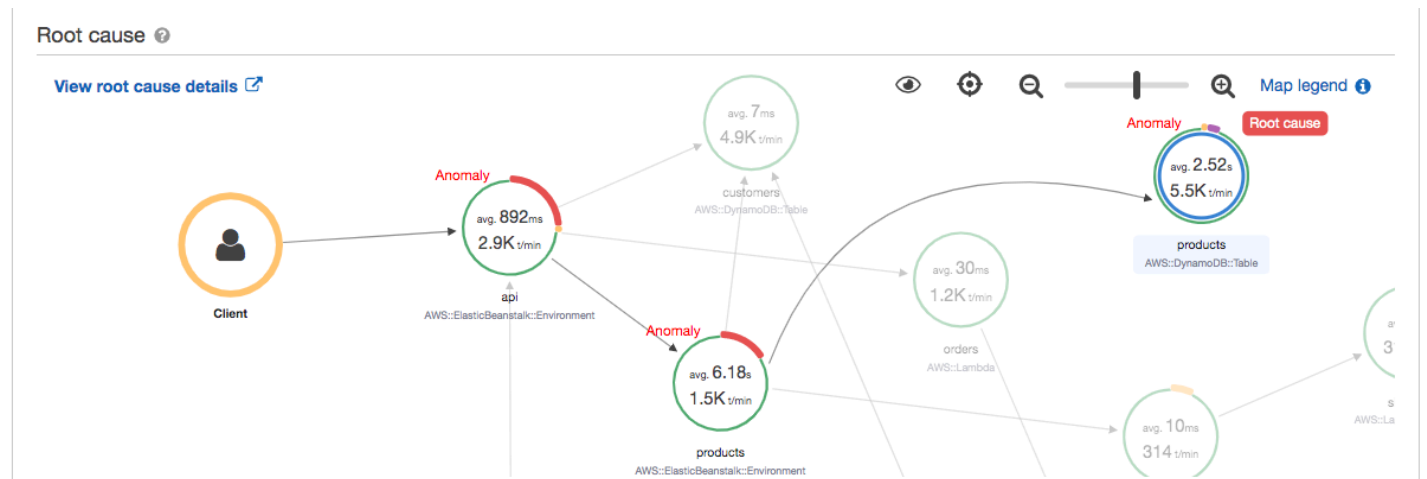 Root cause
View root cause details
Map legend
avg. 7ms
4.9K t/min
customers
AWS::DynamoDB::Table
Anomaly
Root cause
avg. 2.52s
5.5K t/min
products
AWS::DynamoDB::Table
Anomaly
avg. 892ms
2.9K t/min
api
AWS::ElasticBeanstalk::Environment
Client
avg. 30ms
1.2K t/min
orders
AWS::Lambda
Anomaly
avg. 6.18s
1.5K t/min
products
AWS::ElasticBeanstalk::Environment
avg. 10ms
314 t/min
AWS::La